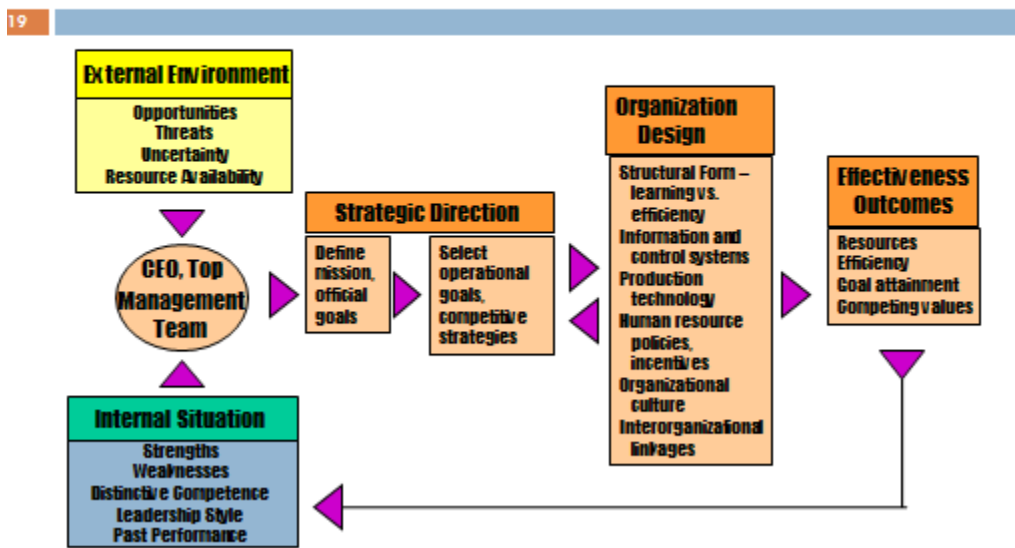 19
External Environment
Opportunities
Threats
Uncertainty
Resource Availability
CEO, Top
Management
Team
Internal Situation
Strengths
Weaknesses
Distinctive Competence
Leadership Style
Past Performance
Strategic Direction
Define
mission,
official
goals
Select
operational
goals,
competitive
strategies
Organization
Design
Structural Form –
learning vs.
efficiency
Information and
control systems
Production
technology
Human resource
policies,
incentives
Organizational
culture
Interorganizational
linkages
Effectiveness
Outcomes
Resources
Efficiency
Goal attainment
Competing values